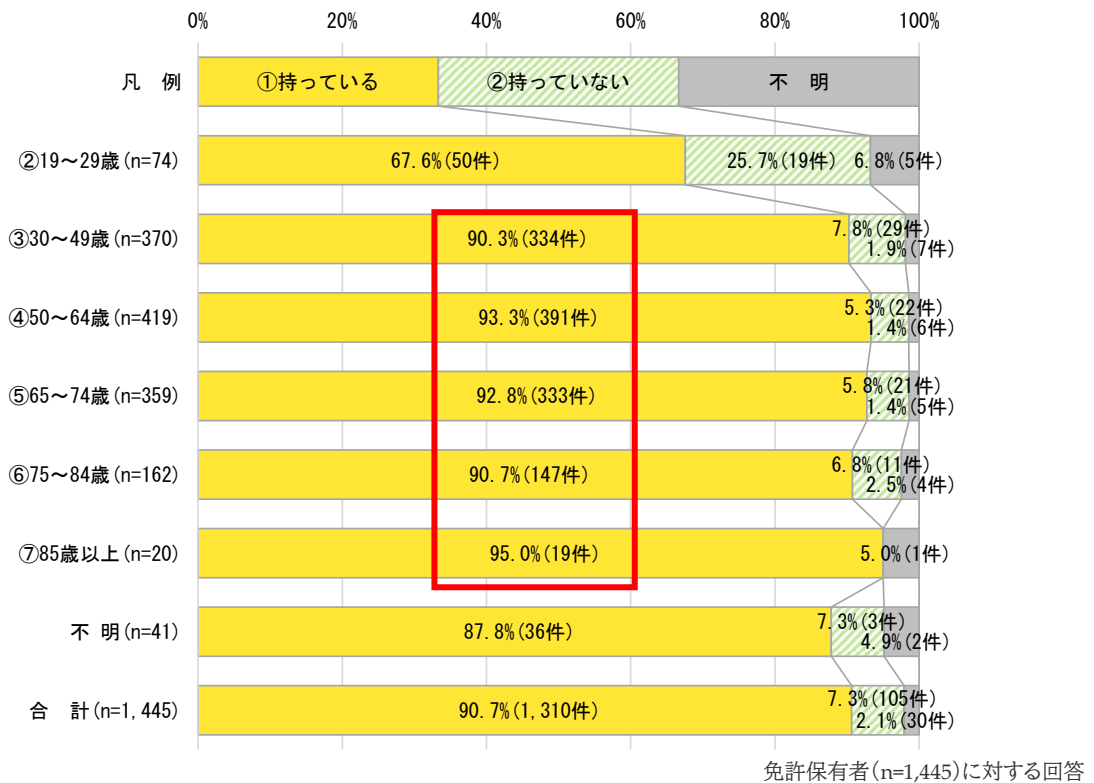 0% 20% 40% 60% 80% 100%
凡 例 ①持っている ②持っていない 不 明
②19～29歳(n=74) 67.6%(50件) 25.7%(19件) 6.8%(5件)
③30～49歳(n=370) 90.3%(334件) 7.8%(29件) 1.9%(7件)
④50～64歳(n=419) 93.3%(391件) 5.3%(22件) 1.4%(6件)
⑤65～74歳(n=359) 92.8%(333件) 5.8%(21件) 1.4%(5件)
⑥75～84歳(n=162) 90.7%(147件) 6.8%(11件) 2.5%(4件)
⑦85歳以上(n=20) 95.0%(19件) 5.0%(1件)
不 明(n=41) 87.8%(36件) 7.3%(3件) 4.9%(2件)
合 計(n=1,445) 90.7%(1,310件) 7.3%(105件) 2.1%(30件)
免許保有者(n=1,445)に対する回答